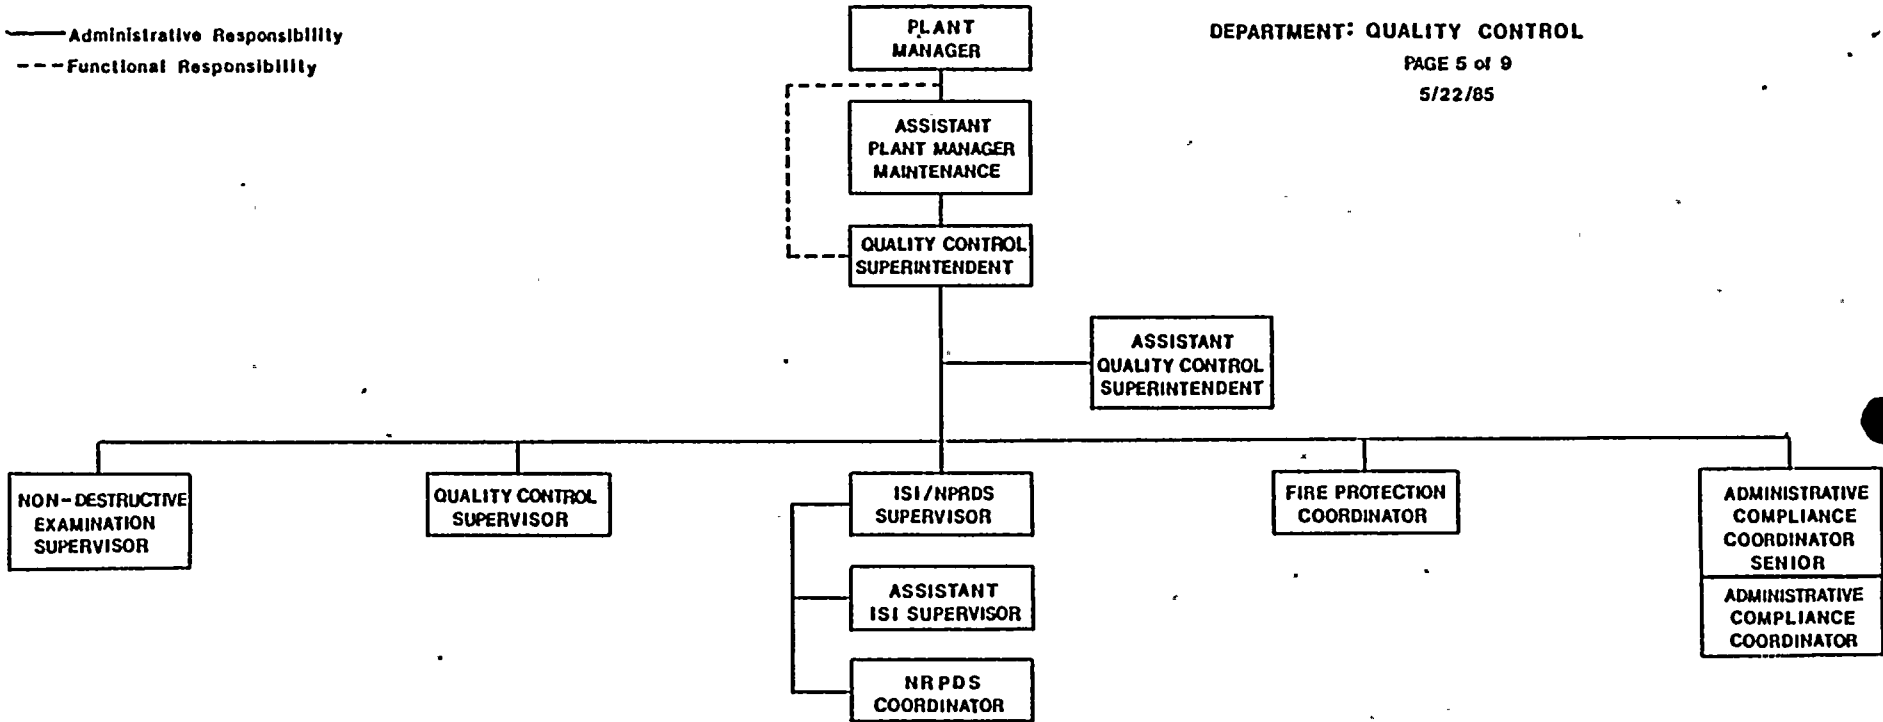 Administrative Responsibility
Functional Responsibility
PLANT
MANAGER
DEPARTMENT: QUALITY CONTROL
PAGE 5 of 9
5/22/85
ASSISTANT
PLANT MANAGER
MAINTENANCE
QUALITY CONTROL
SUPERINTENDENT
ASSISTANT
QUALITY CONTROL
SUPERINTENDENT
NON-DESTRUCTIVE
EXAMINATION
SUPERVISOR
QUALITY CONTROL
SUPERVISOR
ISI/NPRDS
SUPERVISOR
ASSISTANT
ISI SUPERVISOR
NRPDS
COORDINATOR
FIRE PROTECTION
COORDINATOR
ADMINISTRATIVE
COMPLIANCE
COORDINATOR
SENIOR
ADMINISTRATIVE
COMPLIANCE
COORDINATOR